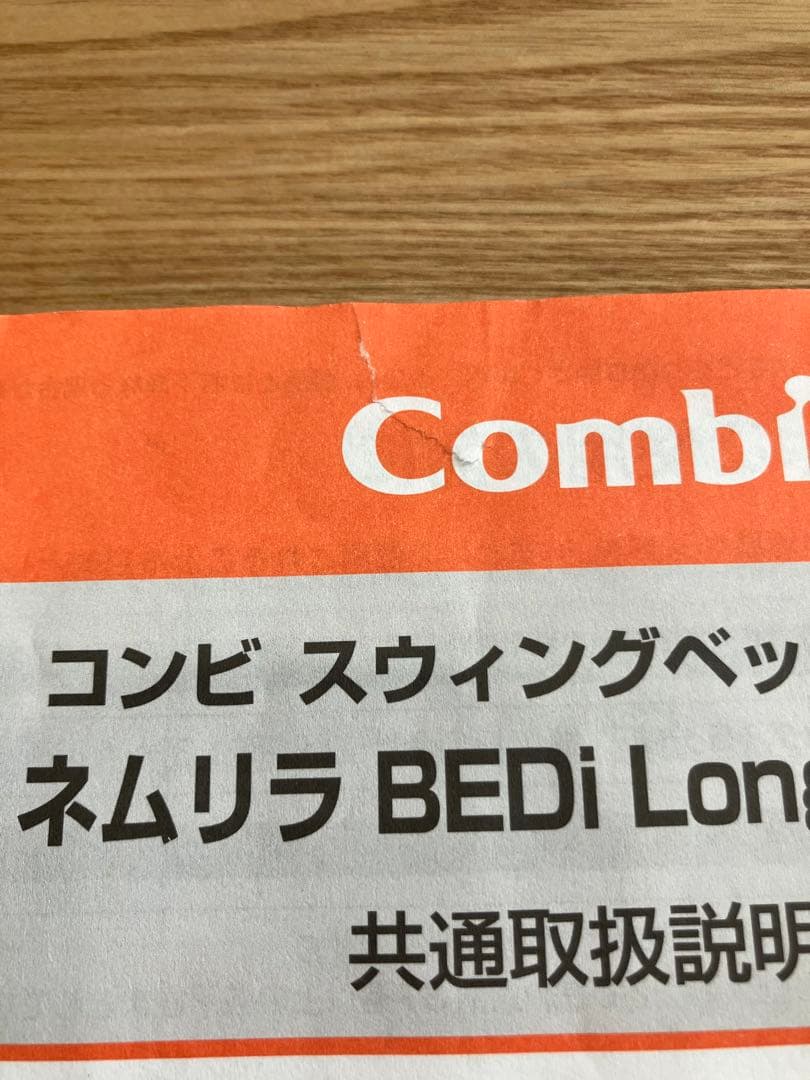 Combi
コンビ スウィングベッ
ネムリラ BEDi Long
共通取扱説明